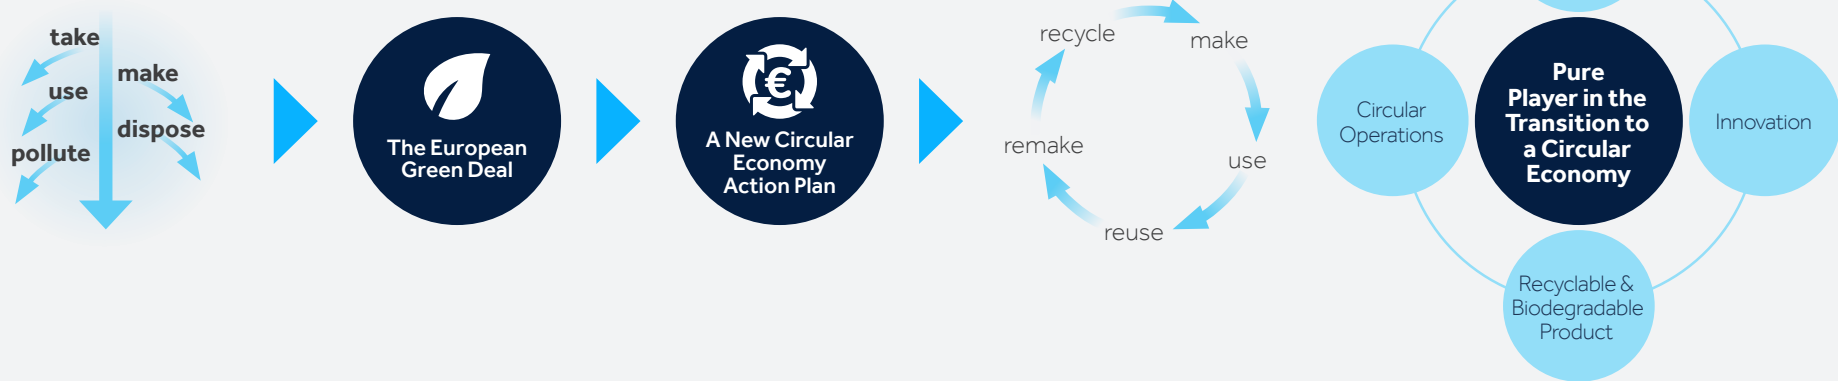 take
make
use
dispose
pollute
The European
Green Deal
€
A New Circular
Economy
Action Plan
recycle
make
use
reuse
remake
Circular
Operations
Pure
Player in the
Transition to
a Circular
Economy
Innovation
Recyclable &
Biodegradable
Product